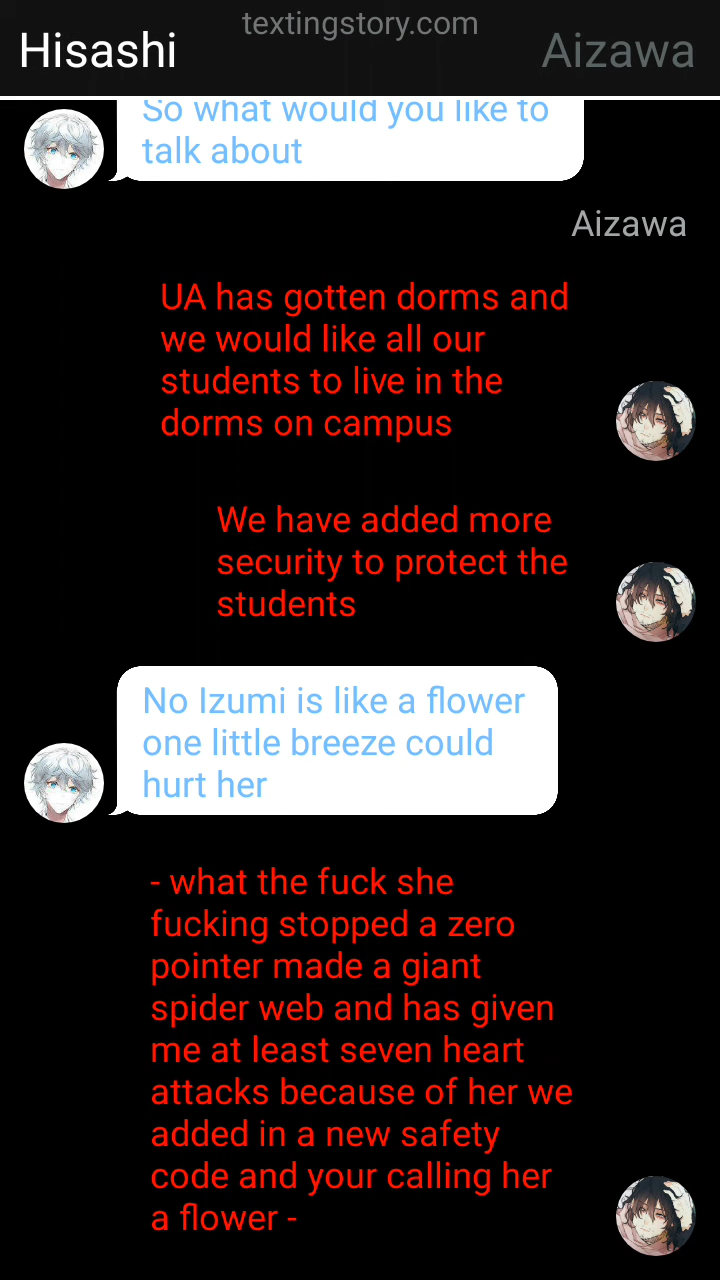 textingstory.com
Hisashi
Aizawa
So what would you like to
talk about
Aizawa
UA has gotten dorms and
we would like all our
students to live in the
dorms on campus
We have added more
security to protect the
students
No Izumi is like a flower
one little breeze could
hurt her
- what the fuck she
fucking stopped a zero
pointer made a giant
spider web and has given
me at least seven heart
attacks because of her we
added in a new safety
code and your calling her
a flower -